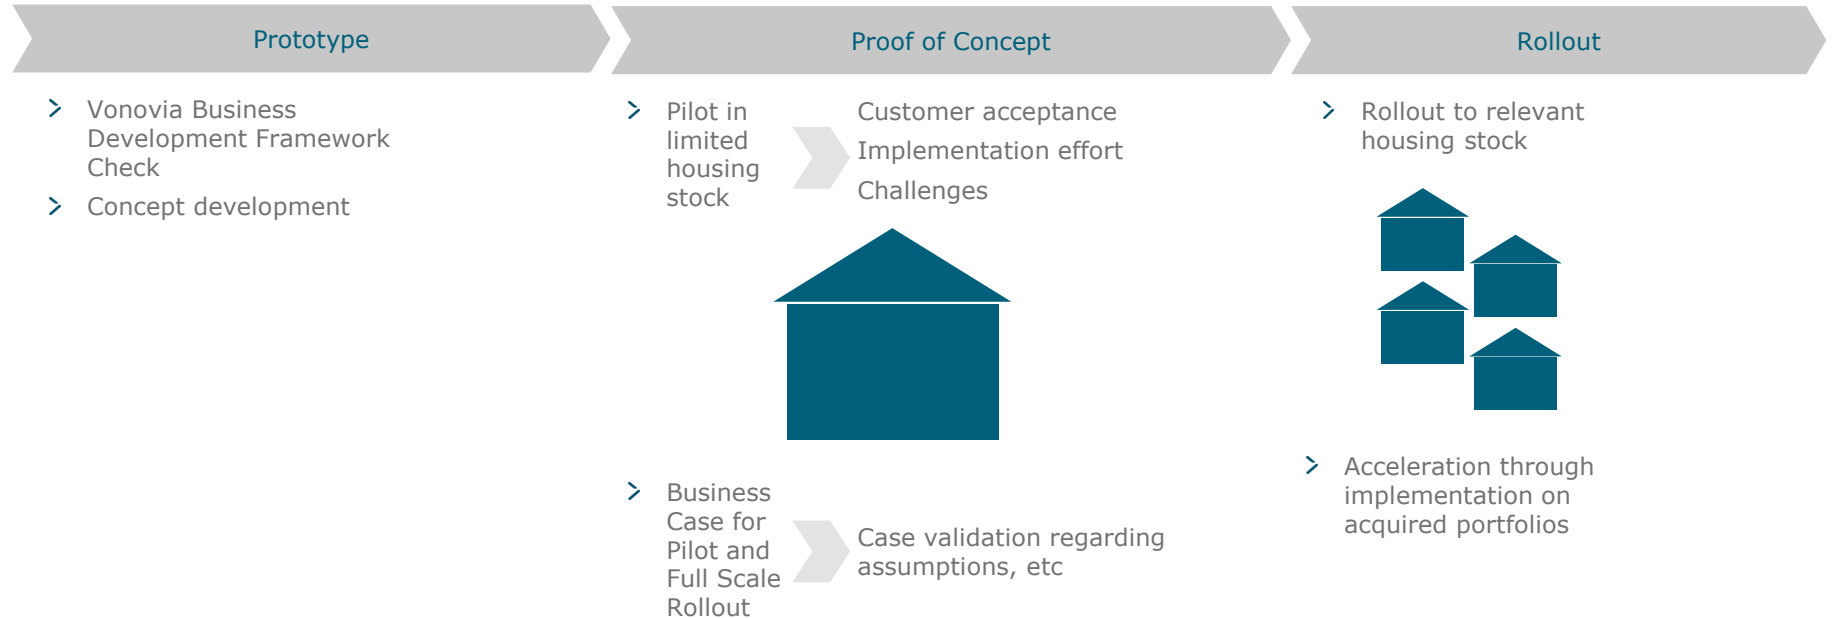 Prototype
Proof of Concept
Rollout
Vonovia Business
Development Framework
Check
Concept development
Pilot in
limited
housing
stock
Customer acceptance
Implementation effort
Challenges
Business
Case for
Pilot and
Full Scale
Rollout
Case validation regarding
assumptions, etc
Rollout to relevant
housing stock
Acceleration through
implementation on
acquired portfolios